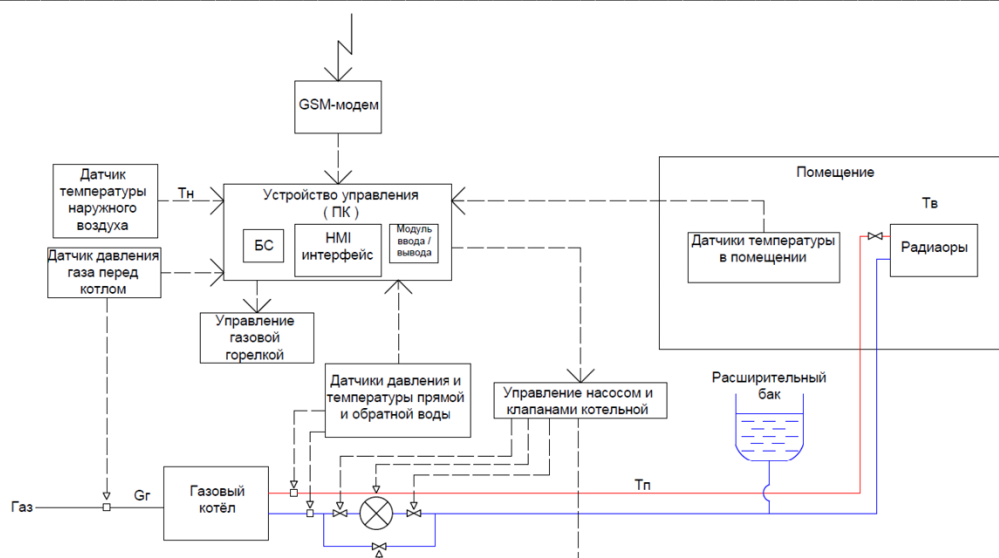 GSM-модем
Датчик
температуры
наружного
воздуха
Тн
Устройство управления
( ПК )
БС
HMI
интерфейс
Модуль
ввода /
вывода
Помещение
Тв
Датчики температуры
в помещении
Радиаоры
Датчик давления
газа перед
котлом
Управление
газовой
горелкой
Датчики давления и
температуры прямой
и обратной воды
Управление насосом и
клапанами котельной
Расширительный
бак
Газ
Gг
Газовый
котёл
Тп